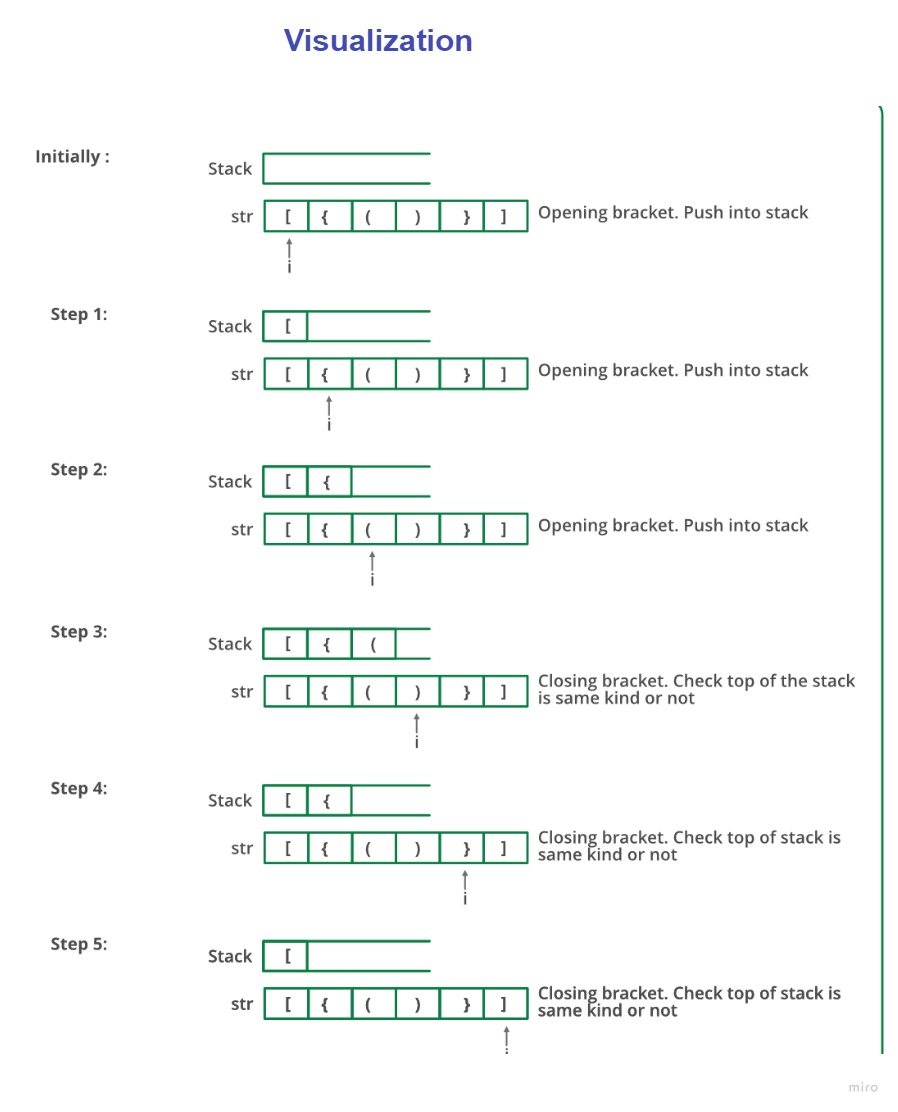 Visualization
Initially :
Stack
str [ { ( ) } ] Opening bracket. Push into stack
i
Step 1:
Stack [
str [ { ( ) } ] Opening bracket. Push into stack
i
Step 2:
Stack [ {
str [ { ( ) } ] Opening bracket. Push into stack
i
Step 3:
Stack [ { (
str [ { ( ) } ] Closing bracket. Check top of the stack
is same kind or not
i
Step 4:
Stack [ {
str [ { ( ) } ] Closing bracket. Check top of stack is
same kind or not
i
Step 5:
Stack [
str [ { ( ) } ] Closing bracket. Check top of stack is
same kind or not
i
miro